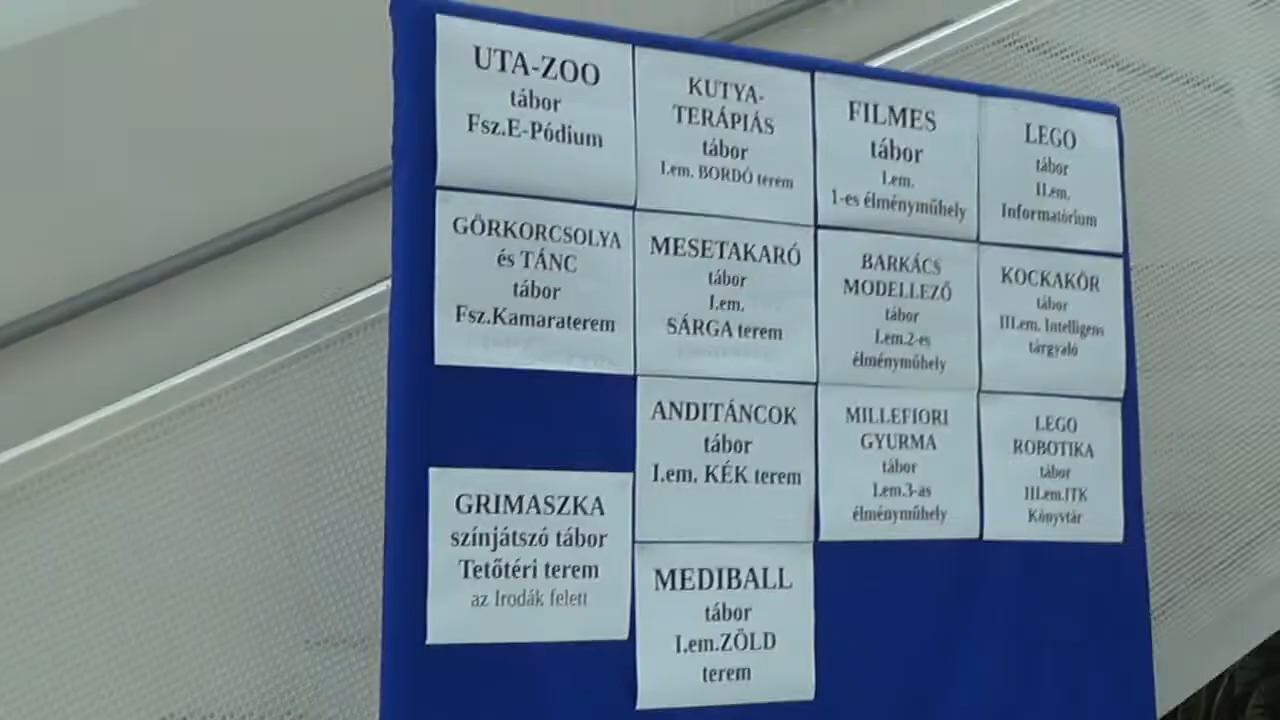 UTA-ZOO
tábor
Fsz.E-Pódium
KUTYA-
TERÁPIÁS
tábor
I.em. BORDÓ terem
FILMES
tábor
I.em.
1-es élményműhely
LEGO
tábor
II.em.
Informatórium
GÖRKORCSOLYA
és TÁNC
tábor
Fsz.Kamaraterem
MESETAKARÓ
tábor
I.em.
SÁRGA terem
BARKÁCS
MODELLEZŐ
tábor
I.em.2-es
élményműhely
KOCKAKÖR
tábor
III.em. Intelligens
tárgyaló
ANDITÁNCOK
tábor
I.em. KÉK terem
MILLEFIORI
GYURMA
tábor
I.em.3-as
élményműhely
LEGO
ROBOTIKA
tábor
III.em.ITK
Könyvtár
GRIMASZKA
színjátszó tábor
Tetőtéri terem
az Irodák felett
MEDIBALL
tábor
I.em.ZÖLD
terem